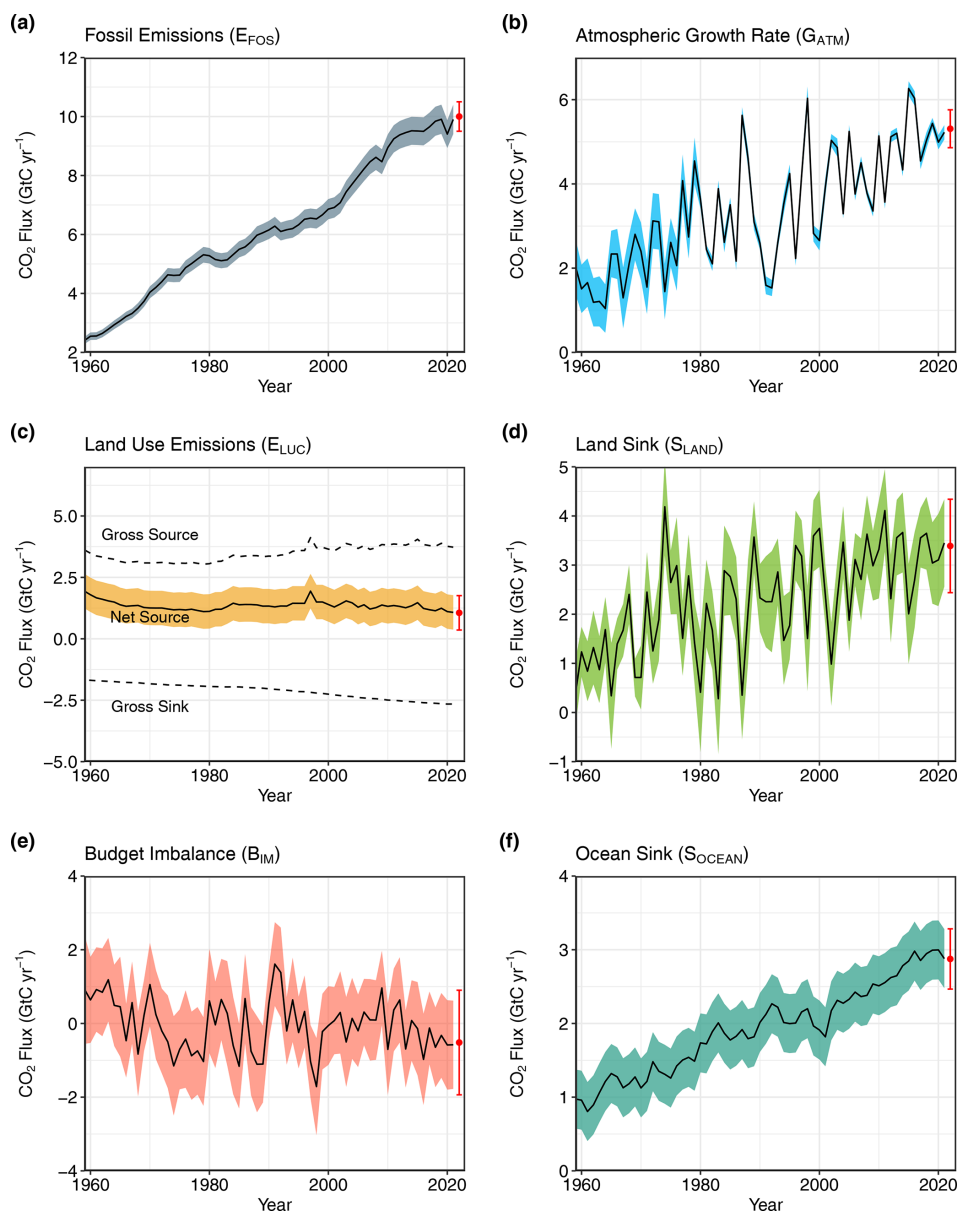 (a)
Fossil Emissions (EFOS)
12
10
8
6
4
2
CO2 Flux (GtC yr−1)
1960 1980 2000 2020
Year
(b)
Atmospheric Growth Rate (GATM)
6
4
2
0
CO2 Flux (GtC yr−1)
1960 1980 2000 2020
Year
(c)
Land Use Emissions (ELUC)
5.0
2.5
0.0
−2.5
−5.0
CO2 Flux (GtC yr−1)
Gross Source
Net Source
Gross Sink
1960 1980 2000 2020
Year
(d)
Land Sink (SLAND)
5
4
3
2
1
0
−1
CO2 Flux (GtC yr−1)
1960 1980 2000 2020
Year
(e)
Budget Imbalance (BIM)
4
2
0
−2
−4
CO2 Flux (GtC yr−1)
1960 1980 2000 2020
Year
(f)
Ocean Sink (SOCEAN)
4
3
2
1
0
CO2 Flux (GtC yr−1)
1960 1980 2000 2020
Year